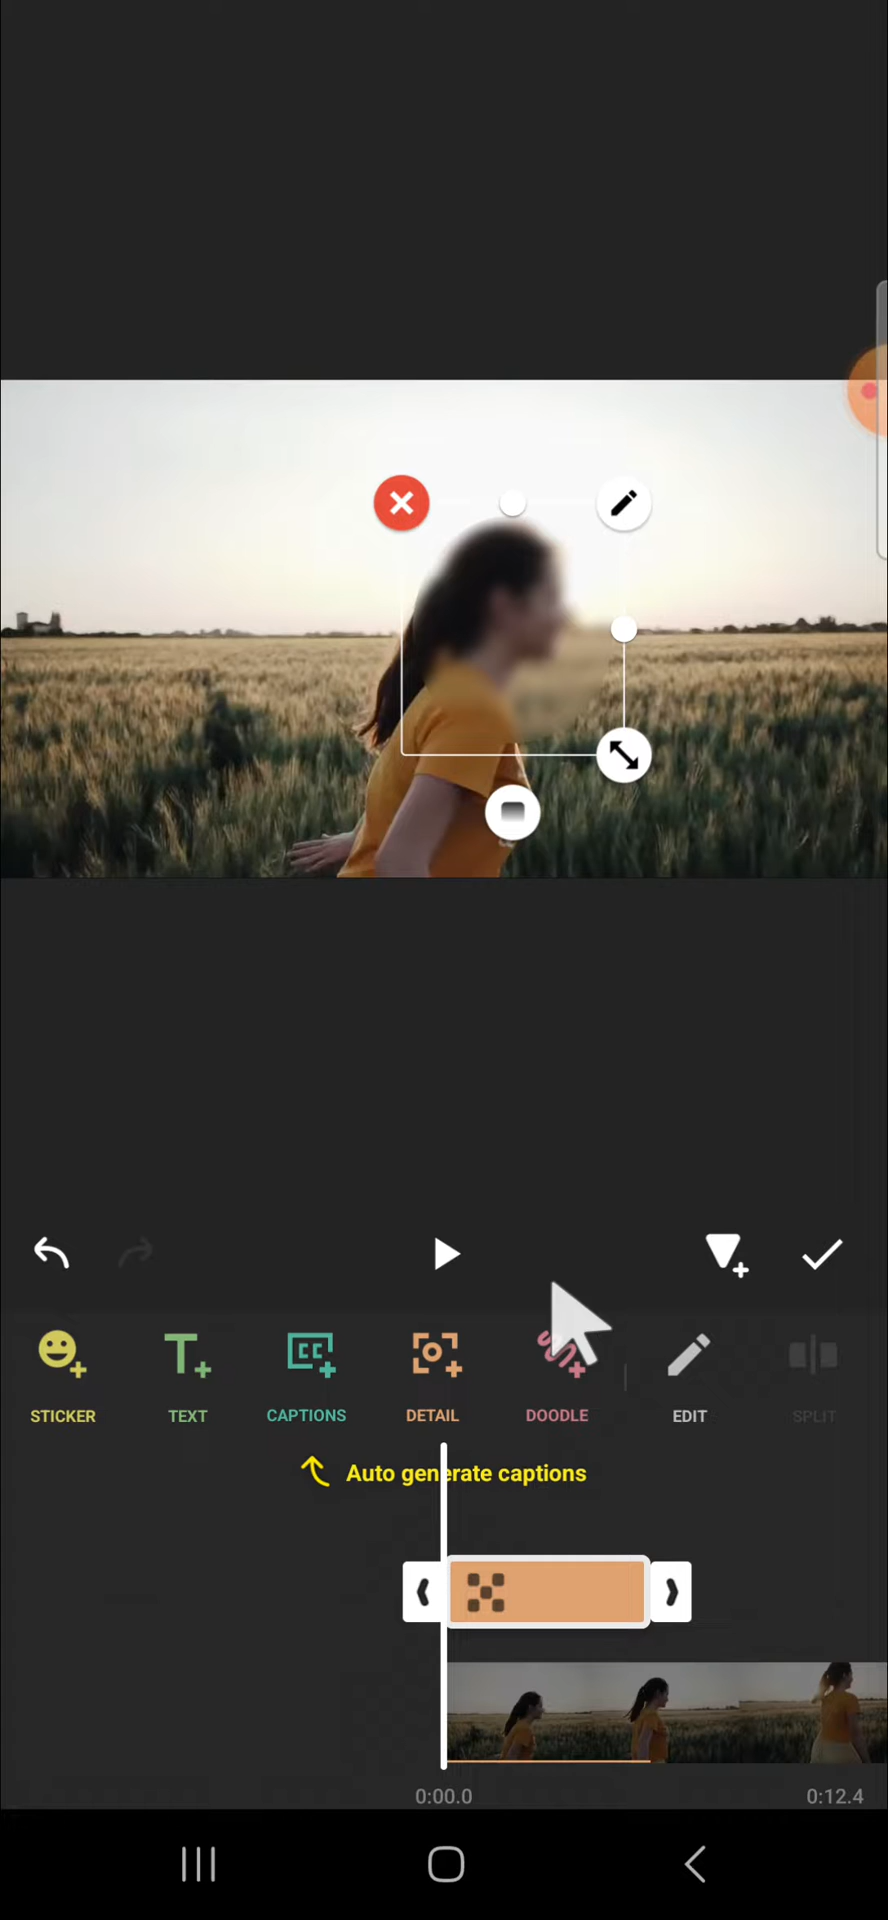 STICKER TEXT CAPTIONS DETAIL DOODLE EDIT SPLIT
Auto generate captions
0:00.0 0:12.4